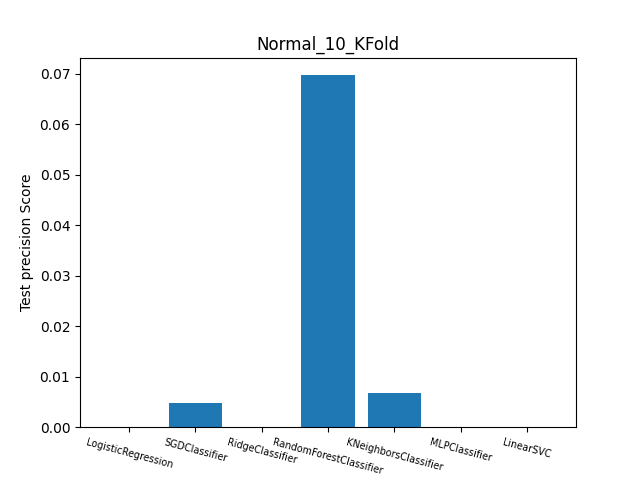 Normal_10_KFold
Test precision Score
0.07
0.06
0.05
0.04
0.03
0.02
0.01
0.00
LogisticRegression
SGDClassifier
RidgeClassifier
RandomForestClassifier
KNeighborsClassifier
MLPClassifier
LinearSVC